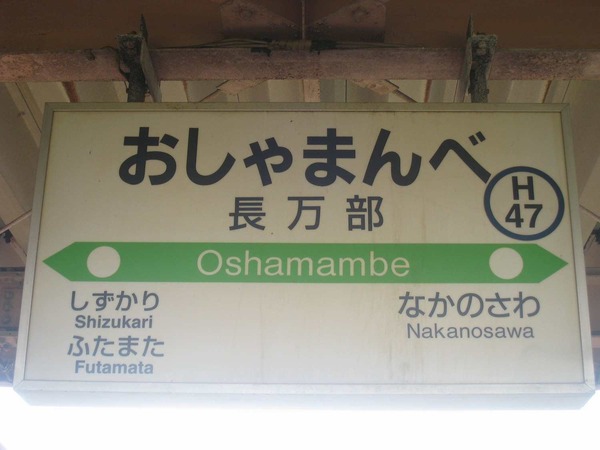 おしゃまんべ
H
47
長万部
Oshamambe
しずかり
Shizukari
ふたまた
Futamata
なかのさわ
Nakanosawa